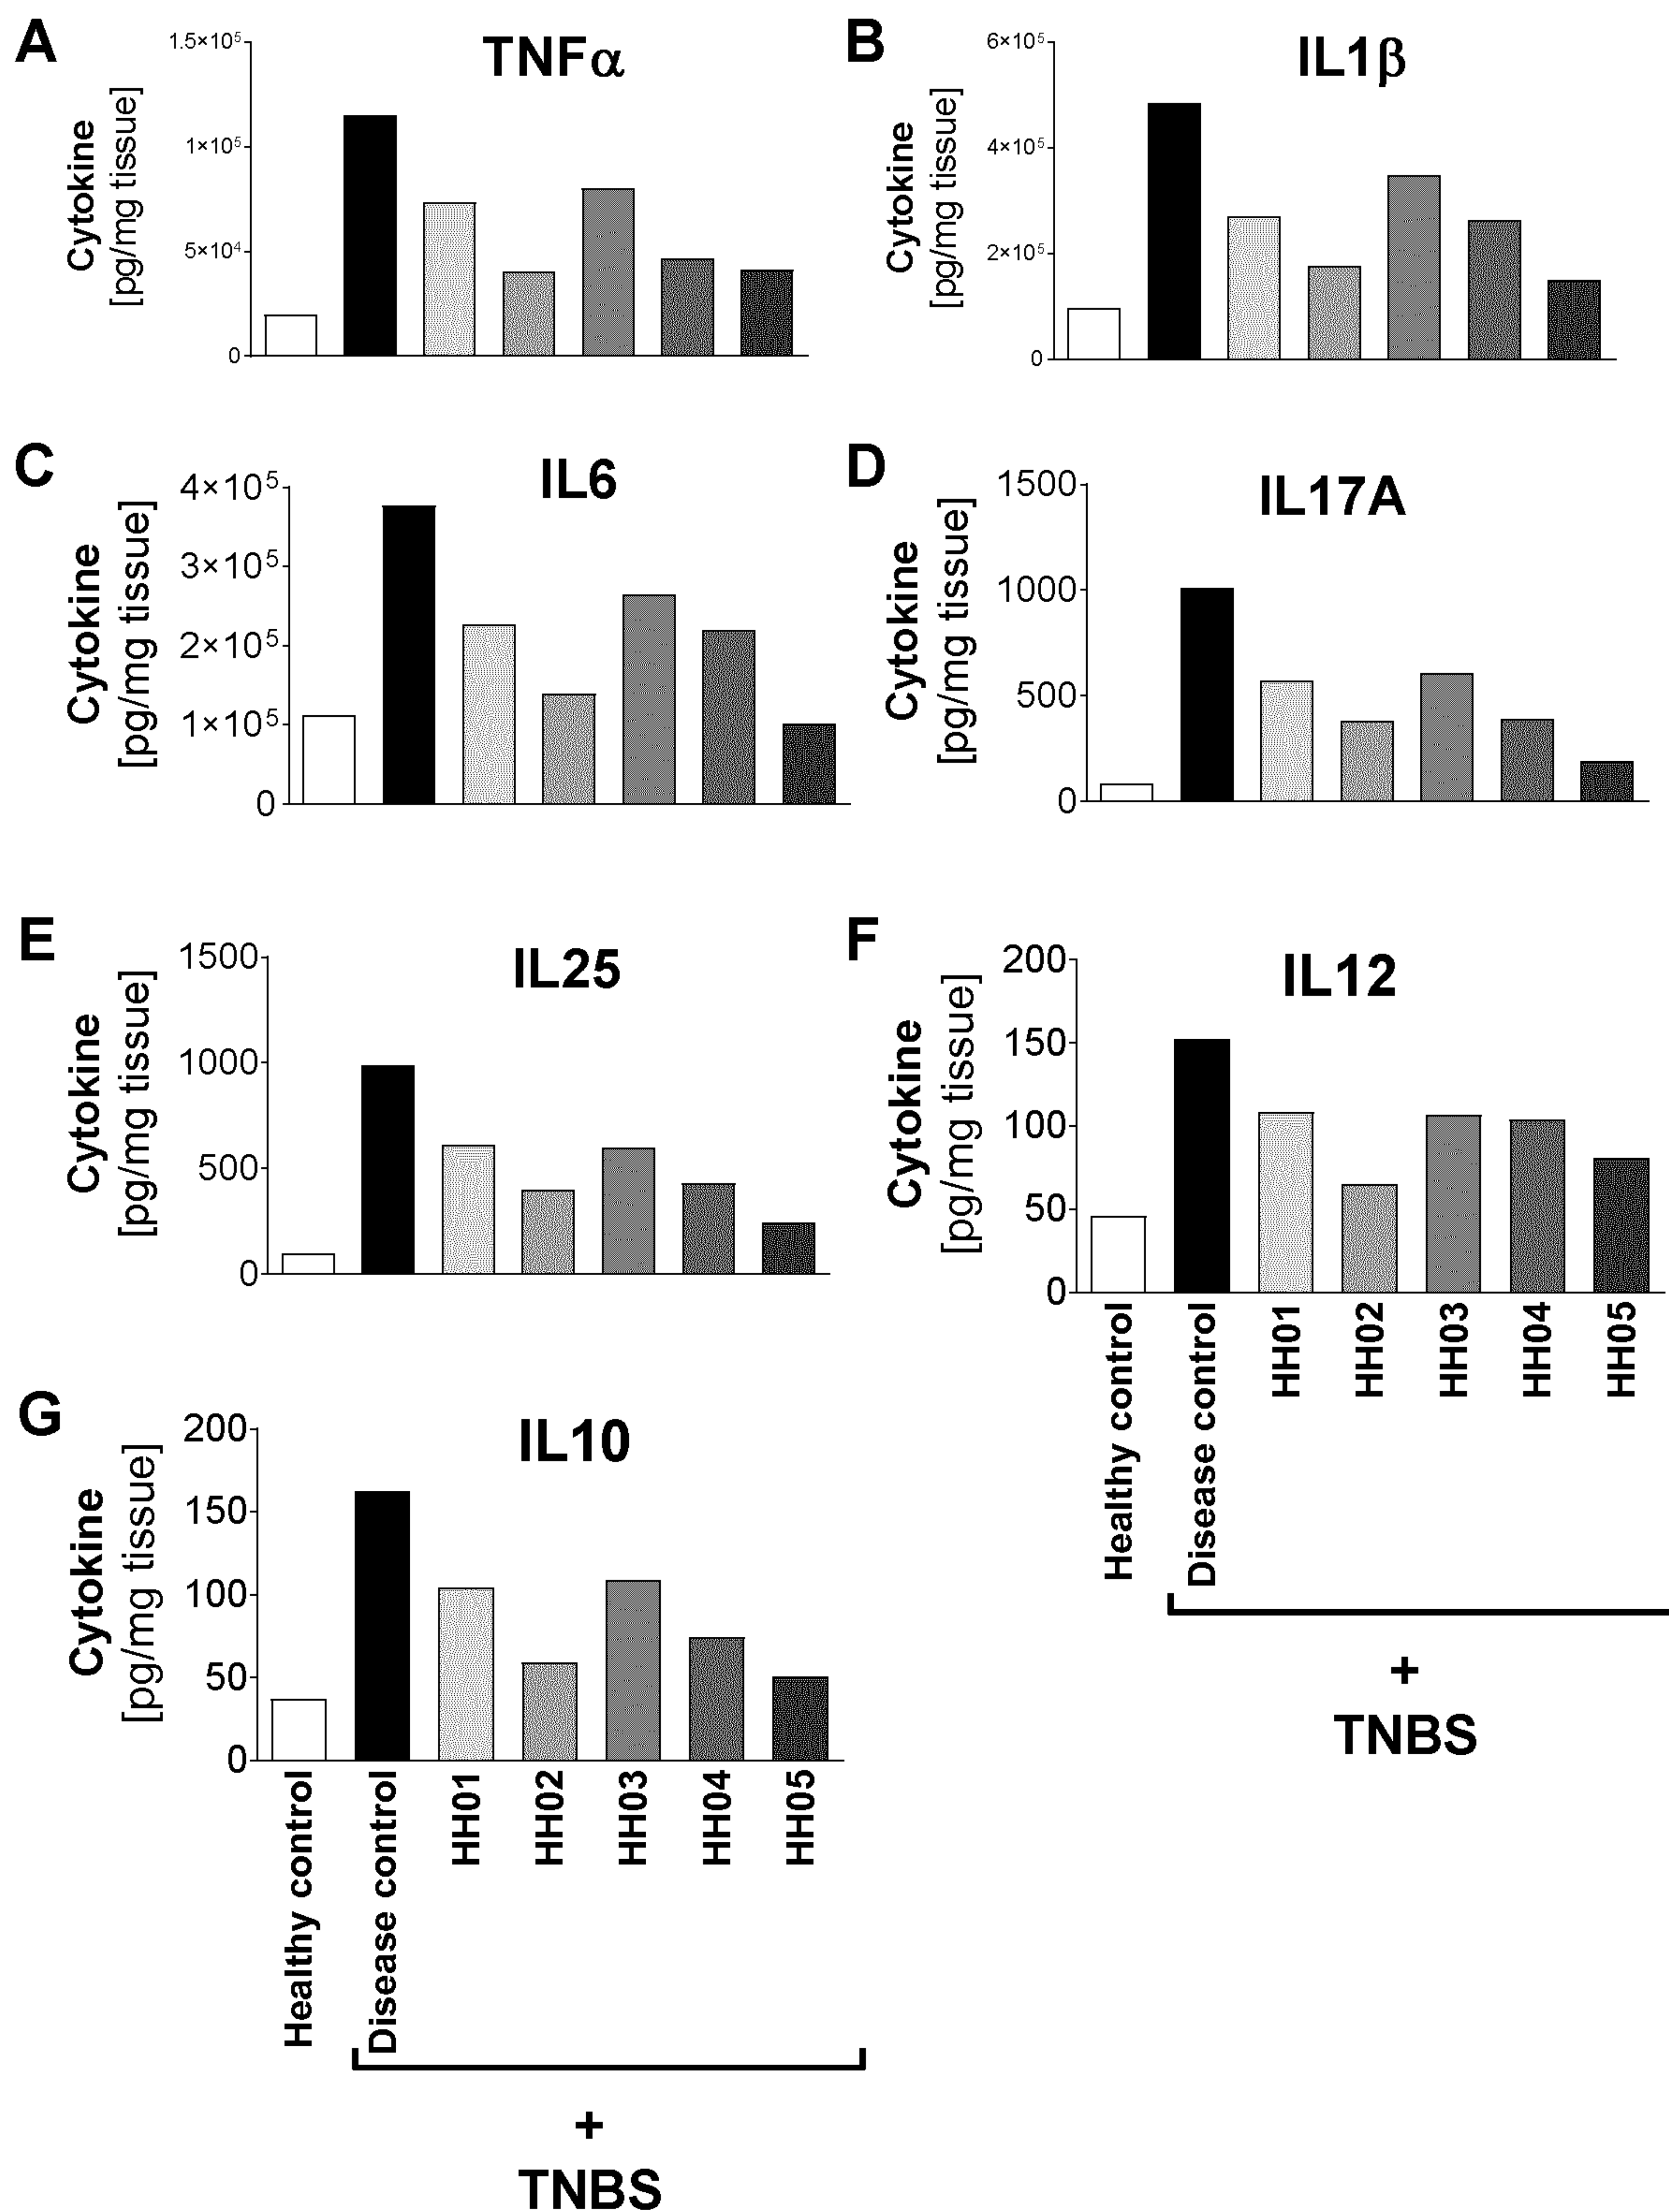 A
TNFα
Cytokine
[pg/mg tissue]
1.5×10⁵
1×10⁵
5×10⁴
0
B
IL1β
Cytokine
[pg/mg tissue]
6×10⁵
4×10⁵
2×10⁵
0
C
IL6
Cytokine
[pg/mg tissue]
4×10⁵
3×10⁵
2×10⁵
1×10⁵
0
D
IL17A
Cytokine
[pg/mg tissue]
1500
1000
500
0
E
IL25
Cytokine
[pg/mg tissue]
1500
1000
500
0
F
IL12
Cytokine
[pg/mg tissue]
200
150
100
50
0
Healthy control
Disease control
HH01
HH02
HH03
HH04
HH05
+
TNBS
G
IL10
Cytokine
[pg/mg tissue]
200
150
100
50
0
Healthy control
Disease control
HH01
HH02
HH03
HH04
HH05
+
TNBS